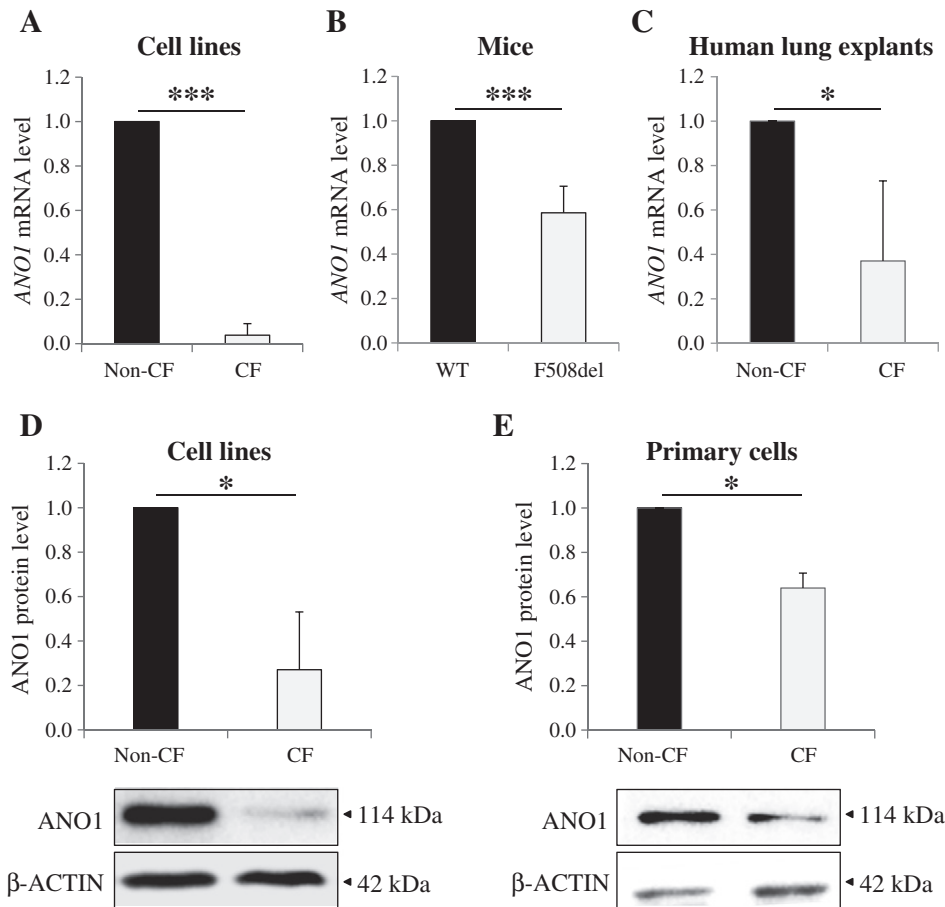 A
Cell lines
1.2
1.0
0.8
0.6
0.4
0.2
0.0
ANO1 mRNA level
***
Non-CF
CF
B
Mice
1.2
1.0
0.8
0.6
0.4
0.2
0.0
ANO1 mRNA level
***
WT
F508del
C
Human lung explants
1.2
1.0
0.8
0.6
0.4
0.2
0.0
ANO1 mRNA level
*
Non-CF
CF
D
Cell lines
1.2
1.0
0.8
0.6
0.4
0.2
0.0
ANO1 protein level
*
Non-CF
CF
ANO1
114 kDa
β-ACTIN
42 kDa
E
Primary cells
1.2
1.0
0.8
0.6
0.4
0.2
0.0
ANO1 protein level
*
Non-CF
CF
ANO1
114 kDa
β-ACTIN
42 kDa